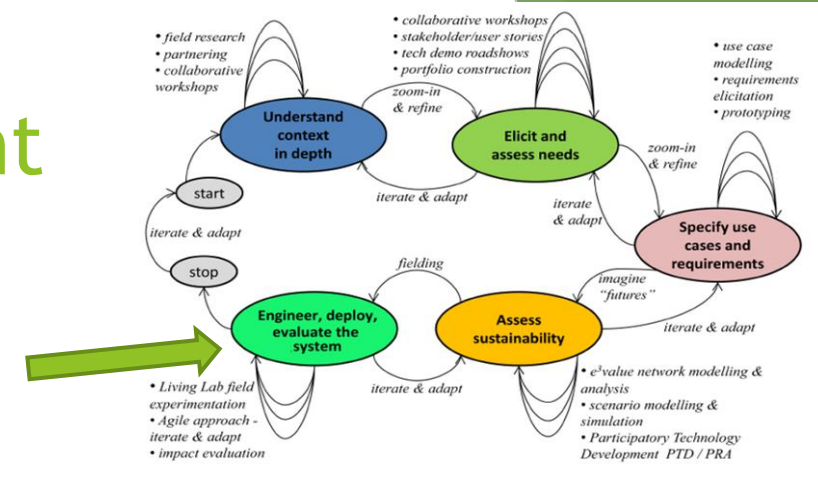 nt
• field research
• partnering
• collaborative
workshops
• collaborative workshops
• stakeholder/user stories
• tech demo roadshows
• portfolio construction
• use case
modelling
• requirements
elicitation
• prototyping
zoom-in
& refine
Understand
context
in depth
Elicit and
assess needs
zoom-in
& refine
start
iterate & adapt
iterate
& adapt
iterate & adapt
Specify use
cases and
requirements
stop
fielding
imagine
"futures"
Engineer, deploy,
evaluate the
system
Assess
sustainability
iterate & adapt
iterate & adapt
• Living Lab field
experimentation
• Agile approach -
iterate & adapt
• impact evaluation
• e³value network modelling &
analysis
• scenario modelling &
simulation
• Participatory Technology
Development PTD / PRA